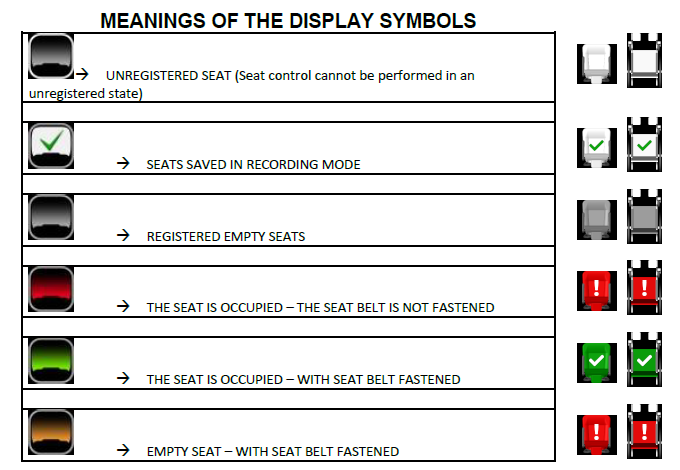 MEANINGS OF THE DISPLAY SYMBOLS
→ UNREGISTERED SEAT (Seat control cannot be performed in an
unregistered state)
→ SEATS SAVED IN RECORDING MODE
→ REGISTERED EMPTY SEATS
→ THE SEAT IS OCCUPIED – THE SEAT BELT IS NOT FASTENED
→ THE SEAT IS OCCUPIED – WITH SEAT BELT FASTENED
→ EMPTY SEAT – WITH SEAT BELT FASTENED